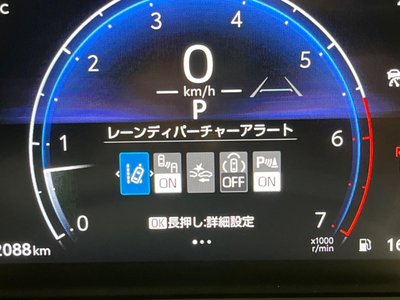 c
2 3 4 5
0
km/h
P
レーンディパーチャーアラート
1 6
ON OFF P ON
OK 長押し:詳細設定
0 7
x1000
r/min
2088km
16